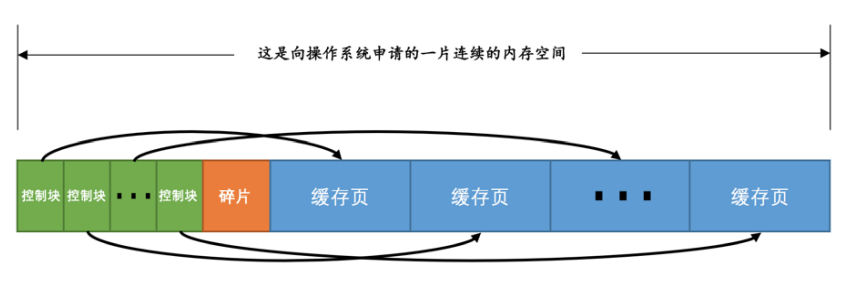 这是向操作系统申请的一片连续的内存空间
控制块 控制块 ··· 控制块 碎片 缓存页 缓存页 ··· 缓存页